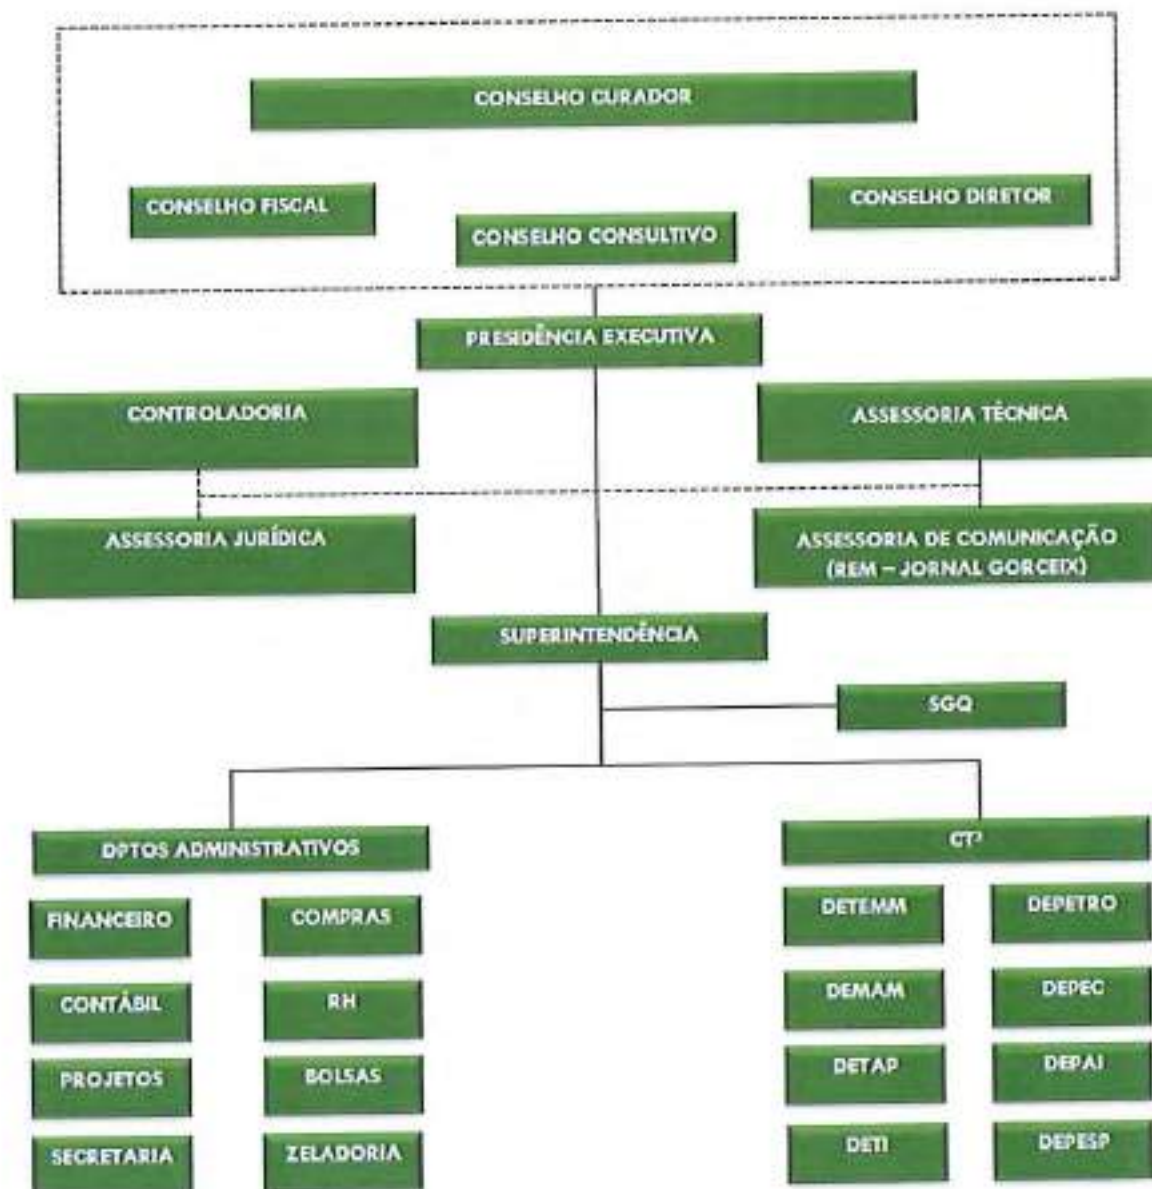 CONSELHO CURADOR
CONSELHO FISCAL
CONSELHO CONSULTIVO
CONSELHO DIRETOR
PRESIDÊNCIA EXECUTIVA
CONTROLADORIA
ASSESSORIA TÉCNICA
ASSESSORIA JURÍDICA
ASSESSORIA DE COMUNICAÇÃO
(REM – JORNAL GORCEIX)
SUPERINTENDÊNCIA
SGQ
DPTOS ADMINISTRATIVOS
FINANCEIRO
COMPRAS
CONTÁBIL
RH
PROJETOS
BOLSAS
SECRETARIA
ZELADORIA
CT³
DETEMM
DEPETRO
DEMAM
DEPEC
DETAP
DEPAI
DETI
DEPESP